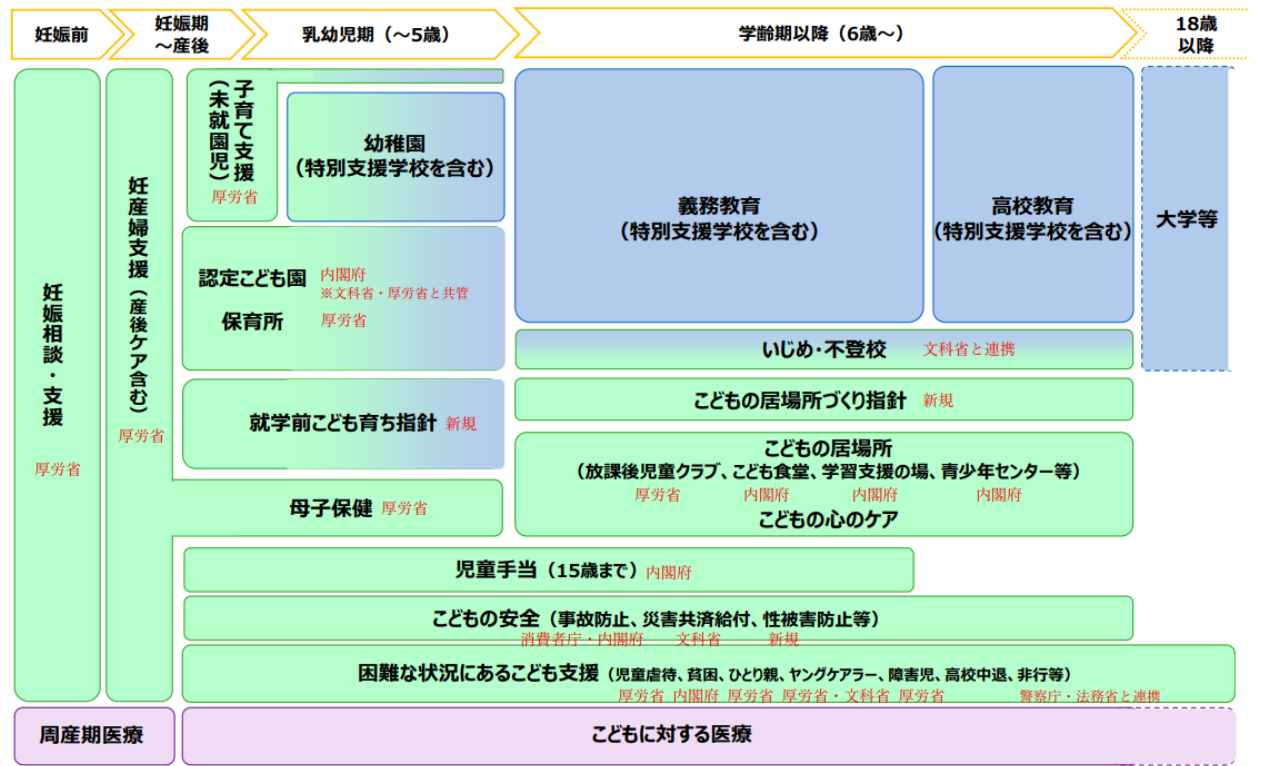 妊娠前
妊娠期
～産後
乳幼児期（～5歳）
学齢期以降（6歳～）
18歳
以降
妊娠相談・支援
厚労省
妊産婦支援（産後ケア含む）
厚労省
子育て支援
（未就園児）
厚労省
幼稚園
（特別支援学校を含む）
認定こども園 内閣府
※文科省・厚労省と共管
保育所 厚労省
就学前こども育ち指針 新規
母子保健 厚労省
義務教育
（特別支援学校を含む）
高校教育
（特別支援学校を含む）
大学等
いじめ・不登校 文科省と連携
こどもの居場所づくり指針 新規
こどもの居場所
（放課後児童クラブ、こども食堂、学習支援の場、青少年センター等）
厚労省 内閣府 内閣府 内閣府
こどもの心のケア
児童手当（15歳まで）内閣府
こどもの安全（事故防止、災害共済給付、性被害防止等）
消費者庁・内閣府 文科省 新規
困難な状況にあるこども支援（児童虐待、貧困、ひとり親、ヤングケアラー、障害児、高校中退、非行等）
厚労省 内閣府 厚労省 厚労省・文科省 厚労省 警察庁・法務省と連携
周産期医療
こどもに対する医療